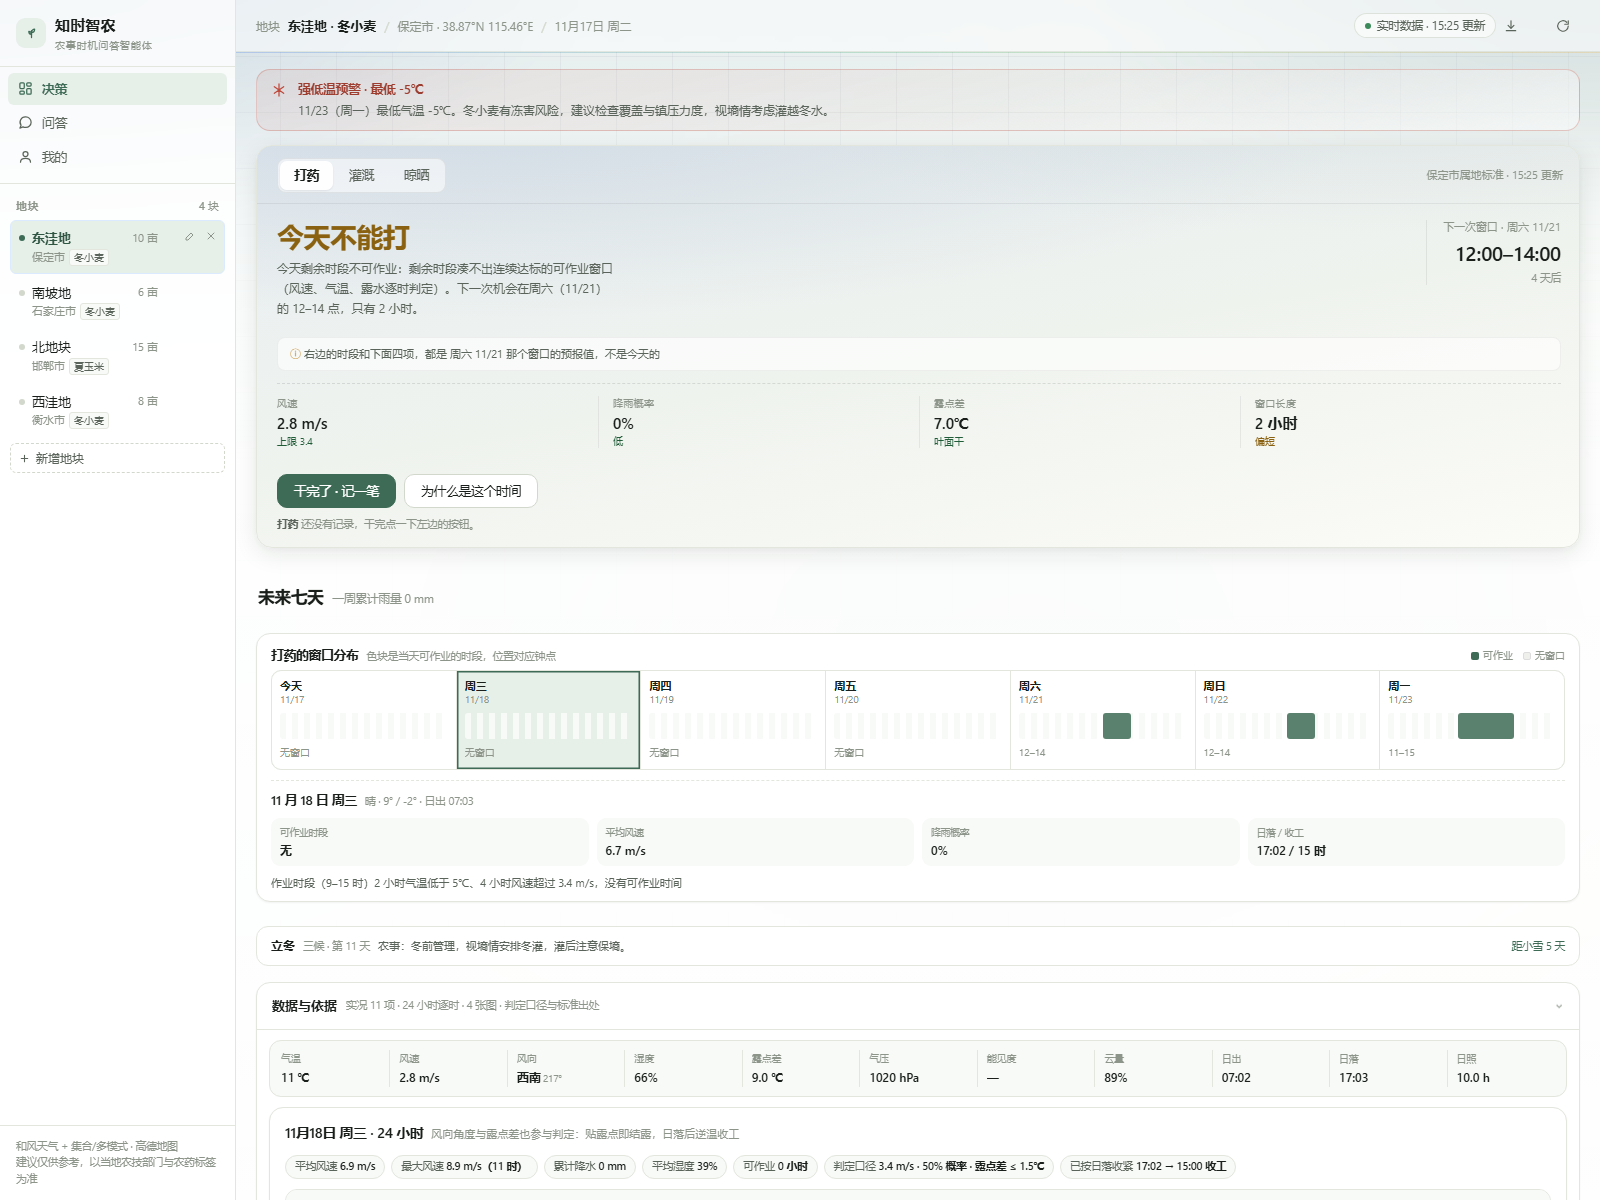 知时智农
农事时机问答智能体
决策
问答
我的
地块 4 块
东洼地 10 亩
保定市 冬小麦
南坡地 6 亩
石家庄市 冬小麦
北地块 15 亩
邯郸市 夏玉米
西洼地 8 亩
衡水市 冬小麦
+ 新增地块
和风天气 + 集合/多模式 · 高德地图
建议仅供参考，以当地农技部门与农药标签
为准
地块 东洼地 · 冬小麦 / 保定市 · 38.87°N 115.46°E / 11月17日 周二
实时数据 · 15:25 更新
强低温预警 · 最低 -5℃
11/23（周一）最低气温 -5℃。冬小麦有冻害风险，建议检查覆盖与镇压力度，视墒情考虑灌越冬水。
打药 灌溉 晾晒
保定市属地标准 · 15:25 更新
今天不能打
今天剩余时段不可作业：剩余时段凑不出连续达标的可作业窗口
（风速、气温、露水逐时判定）。下一次机会在周六（11/21）
的 12–14 点，只有 2 小时。
下一次窗口 · 周六 11/21
12:00–14:00
4 天后
右边的时段和下面四项，都是 周六 11/21 那个窗口的预报值，不是今天的
风速 降雨概率 露点差 窗口长度
2.8 m/s 0% 7.0℃ 2 小时
上限 3.4 低 叶面干 偏短
干完了 · 记一笔 为什么是这个时间
打药 还没有记录，干完点一下左边的按钮。
未来七天 一周累计雨量 0 mm
打药的窗口分布 色块是当天可作业的时段，位置对应钟点
可作业 无窗口
今天 周三 周四 周五 周六 周日 周一
11/17 11/18 11/19 11/20 11/21 11/22 11/23
无窗口 无窗口 无窗口 无窗口 12–14 12–14 11–15
11 月 18 日 周三 晴 · 9° / -2° · 日出 07:03
可作业时段 平均风速 降雨概率 日落 / 收工
无 6.7 m/s 0% 17:02 / 15 时
作业时段（9–15 时）2 小时气温低于 5℃、4 小时风速超过 3.4 m/s，没有可作业时间
立冬 三候 · 第 11 天 农事：冬前管理，视墒情安排冬灌，灌后注意保墒。
距小雪 5 天
数据与依据 实况 11 项 · 24 小时逐时 · 4 张图 · 判定口径与标准出处
气温 风速 风向 湿度 露点差 气压 能见度 云量 日出 日落 日照
11 ℃ 2.8 m/s 西南 217° 66% 9.0 ℃ 1020 hPa — 89% 07:02 17:03 10.0 h
11月18日 周三 · 24 小时 风向角度与露点差也参与判定：贴露点即结露，日落后逆温收工
平均风速 6.9 m/s 最大风速 8.9 m/s（11 时） 累计降水 0 mm 平均湿度 39% 可作业 0 小时 判定口径 3.4 m/s · 50% 概率 · 露点差 ≤ 1.5℃ 已按日落收紧 17:02 → 15:00 收工